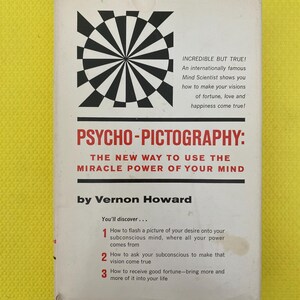 INCREDIBLE BUT TRUE!
An internationally famous
Mind Scientist shows you
how to make your visions
of fortune, love and
happiness come true!
PSYCHO-PICTOGRAPHY:
THE NEW WAY TO USE THE
MIRACLE POWER OF YOUR MIND
by Vernon Howard
You'll discover . . .
1 How to flash a picture of your desire onto your
subconscious mind, where all your power
comes from
2 How to ask your subconscious to make that
vision come true
3 How to receive good fortune—bring more and
more of it into your life